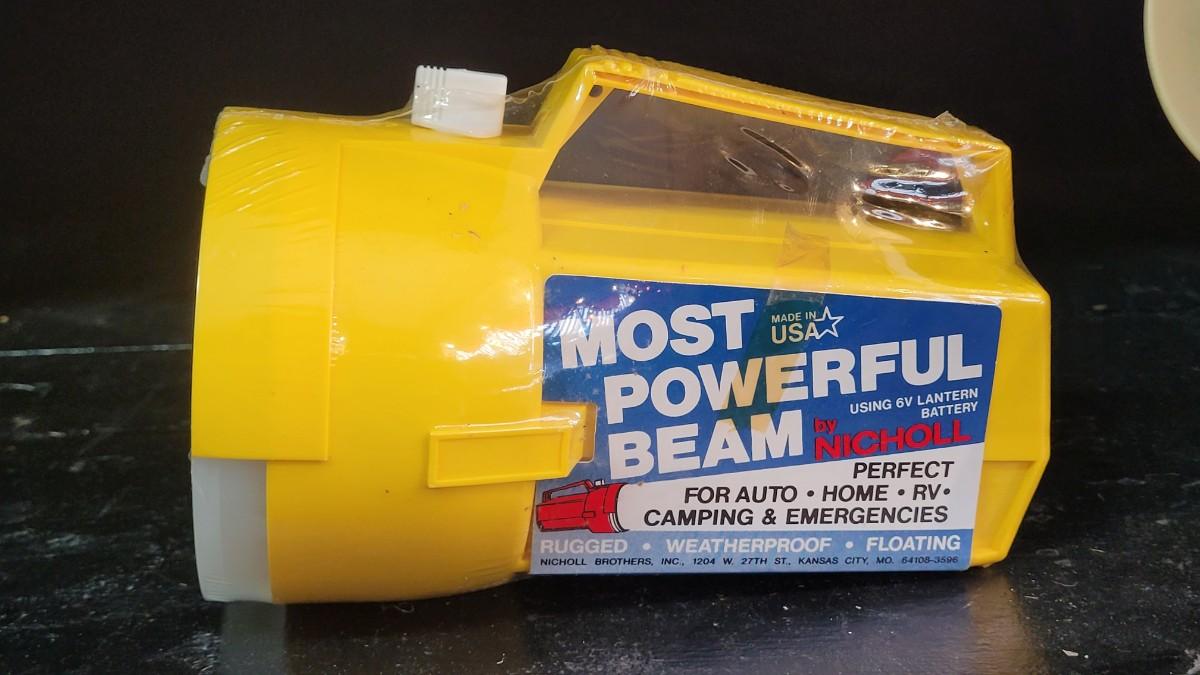 MOST
MADE IN
USA
POWERFUL
USING 6V LANTERN
BATTERY
BEAM
by
NICHOLL
PERFECT
FOR AUTO • HOME • RV•
CAMPING & EMERGENCIES
RUGGED • WEATHERPROOF • FLOATING
NICHOLL BROTHERS, INC., 1204 W. 27TH ST., KANSAS CITY, MO. 64108-3596